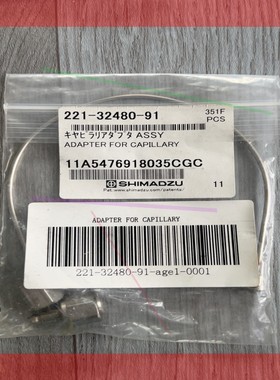 221-32480-91
351F
PCS
キヤピラリアダプタ ASSY
ADAPTER FOR CAPILLARY
11A5476918035CGC
SHIMADZU
11
ADAPTER FOR CAPILLARY
221-32480-91-age1-0001